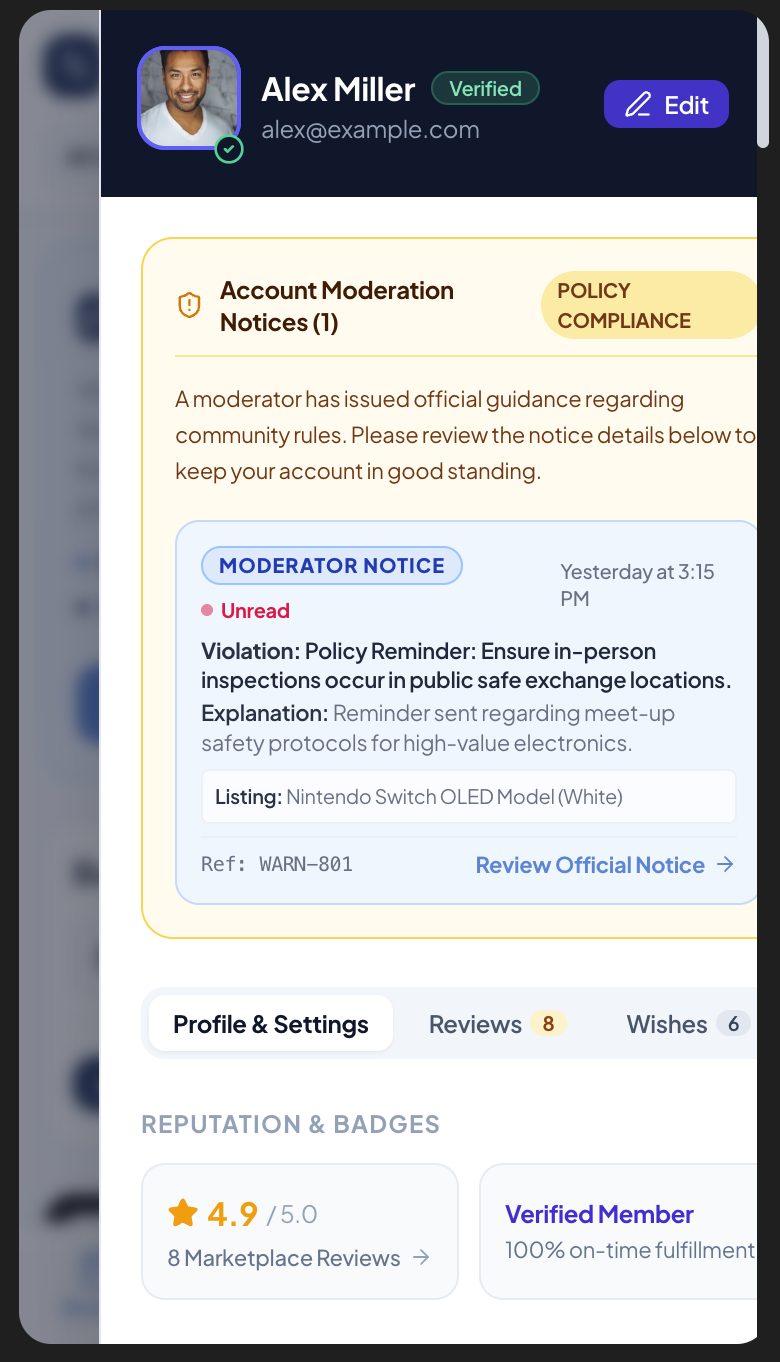 Alex Miller
Verified
alex@example.com
Edit
Account Moderation
Notices (1)
POLICY
COMPLIANCE
A moderator has issued official guidance regarding
community rules. Please review the notice details below to
keep your account in good standing.
MODERATOR NOTICE
Unread
Yesterday at 3:15
PM
Violation: Policy Reminder: Ensure in-person
inspections occur in public safe exchange locations.
Explanation: Reminder sent regarding meet-up
safety protocols for high-value electronics.
Listing: Nintendo Switch OLED Model (White)
Ref: WARN-801
Review Official Notice →
Profile & Settings
Reviews 8
Wishes 6
REPUTATION & BADGES
4.9 / 5.0
8 Marketplace Reviews →
Verified Member
100% on-time fulfillment